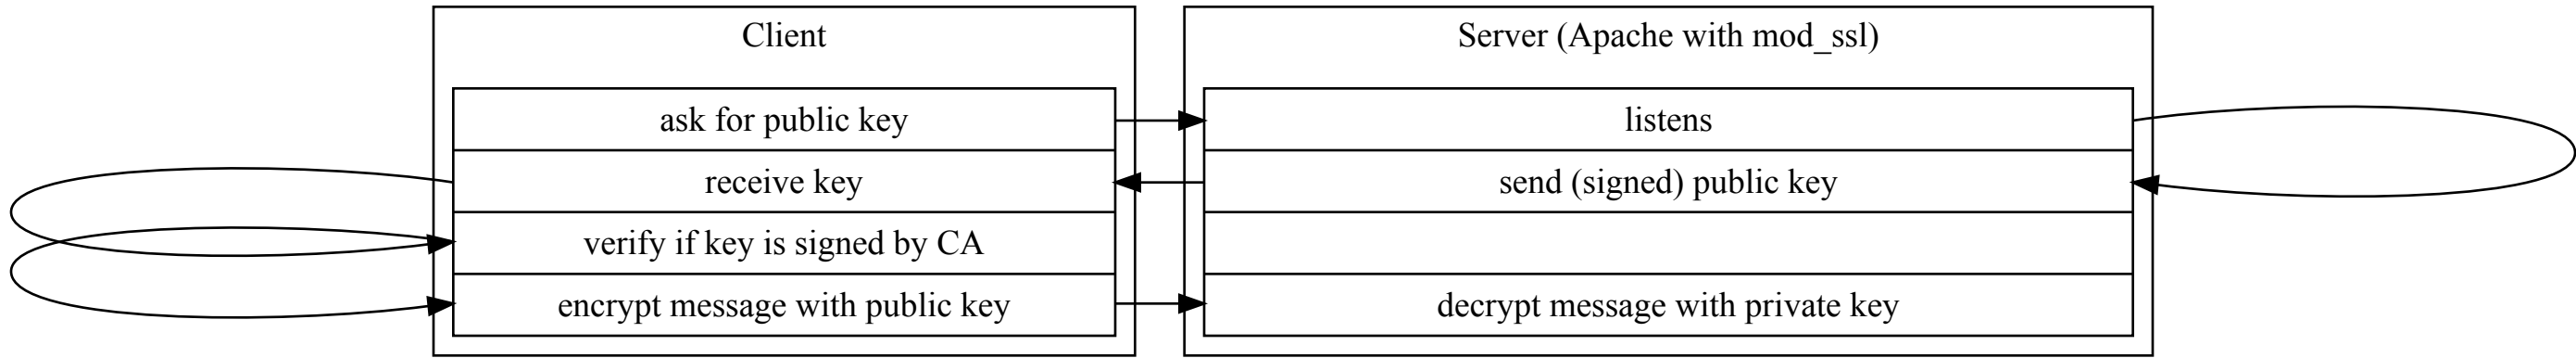 Client
ask for public key
receive key
verify if key is signed by CA
encrypt message with public key
Server (Apache with mod_ssl)
listens
send (signed) public key
decrypt message with private key